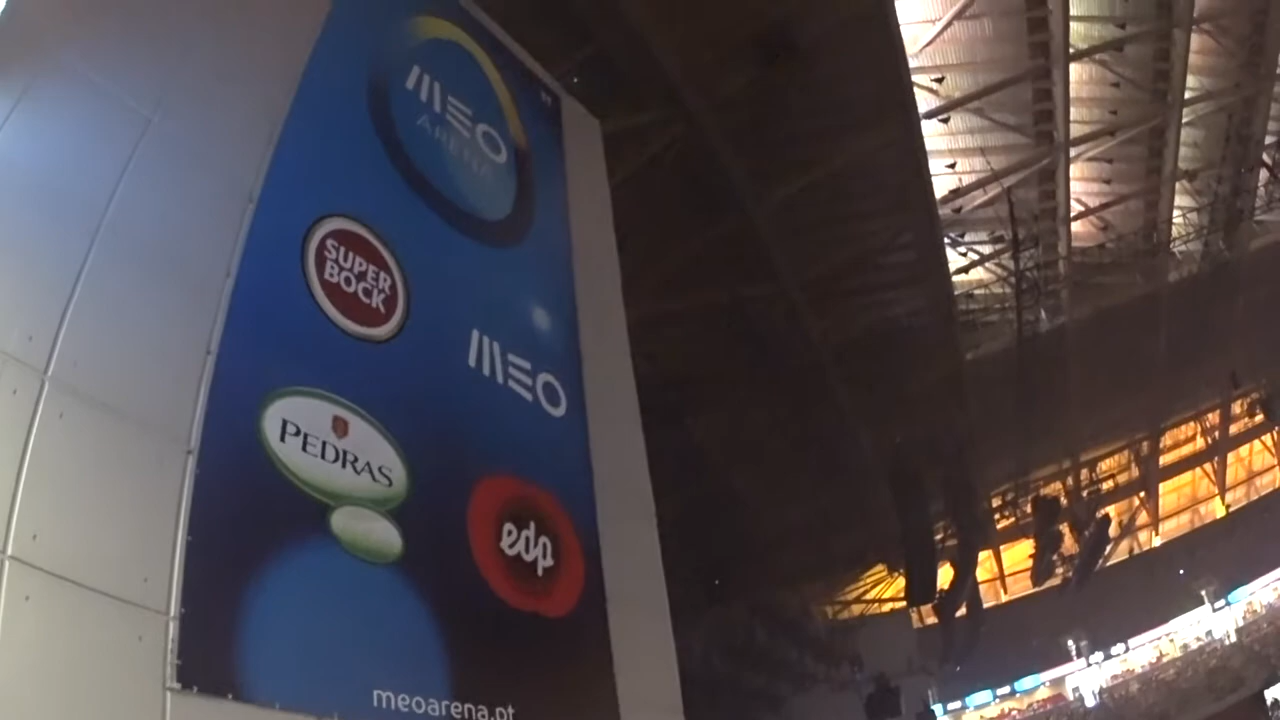 MEO
ARENA
SUPER
BOCK
MEO
PEDRAS
edp
meoarena.pt